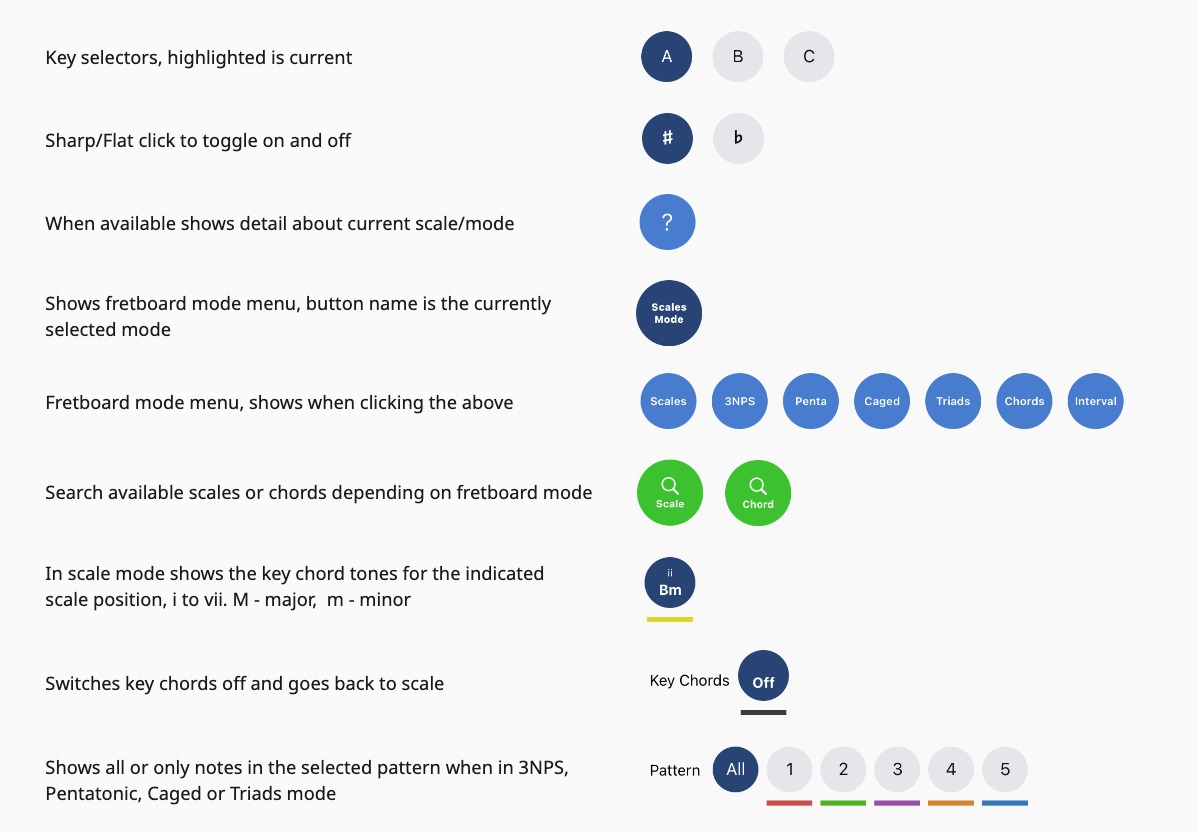 Key selectors, highlighted is current
A B C
Sharp/Flat click to toggle on and off
♯ ♭
When available shows detail about current scale/mode
?
Shows fretboard mode menu, button name is the currently
selected mode
Scales
Mode
Fretboard mode menu, shows when clicking the above
Scales 3NPS Penta Caged Triads Chords Interval
Search available scales or chords depending on fretboard mode
Scale Chord
In scale mode shows the key chord tones for the indicated
scale position, i to vii. M - major,  m - minor
ii
Bm
Switches key chords off and goes back to scale
Key Chords Off
Shows all or only notes in the selected pattern when in 3NPS,
Pentatonic, Caged or Triads mode
Pattern All 1 2 3 4 5